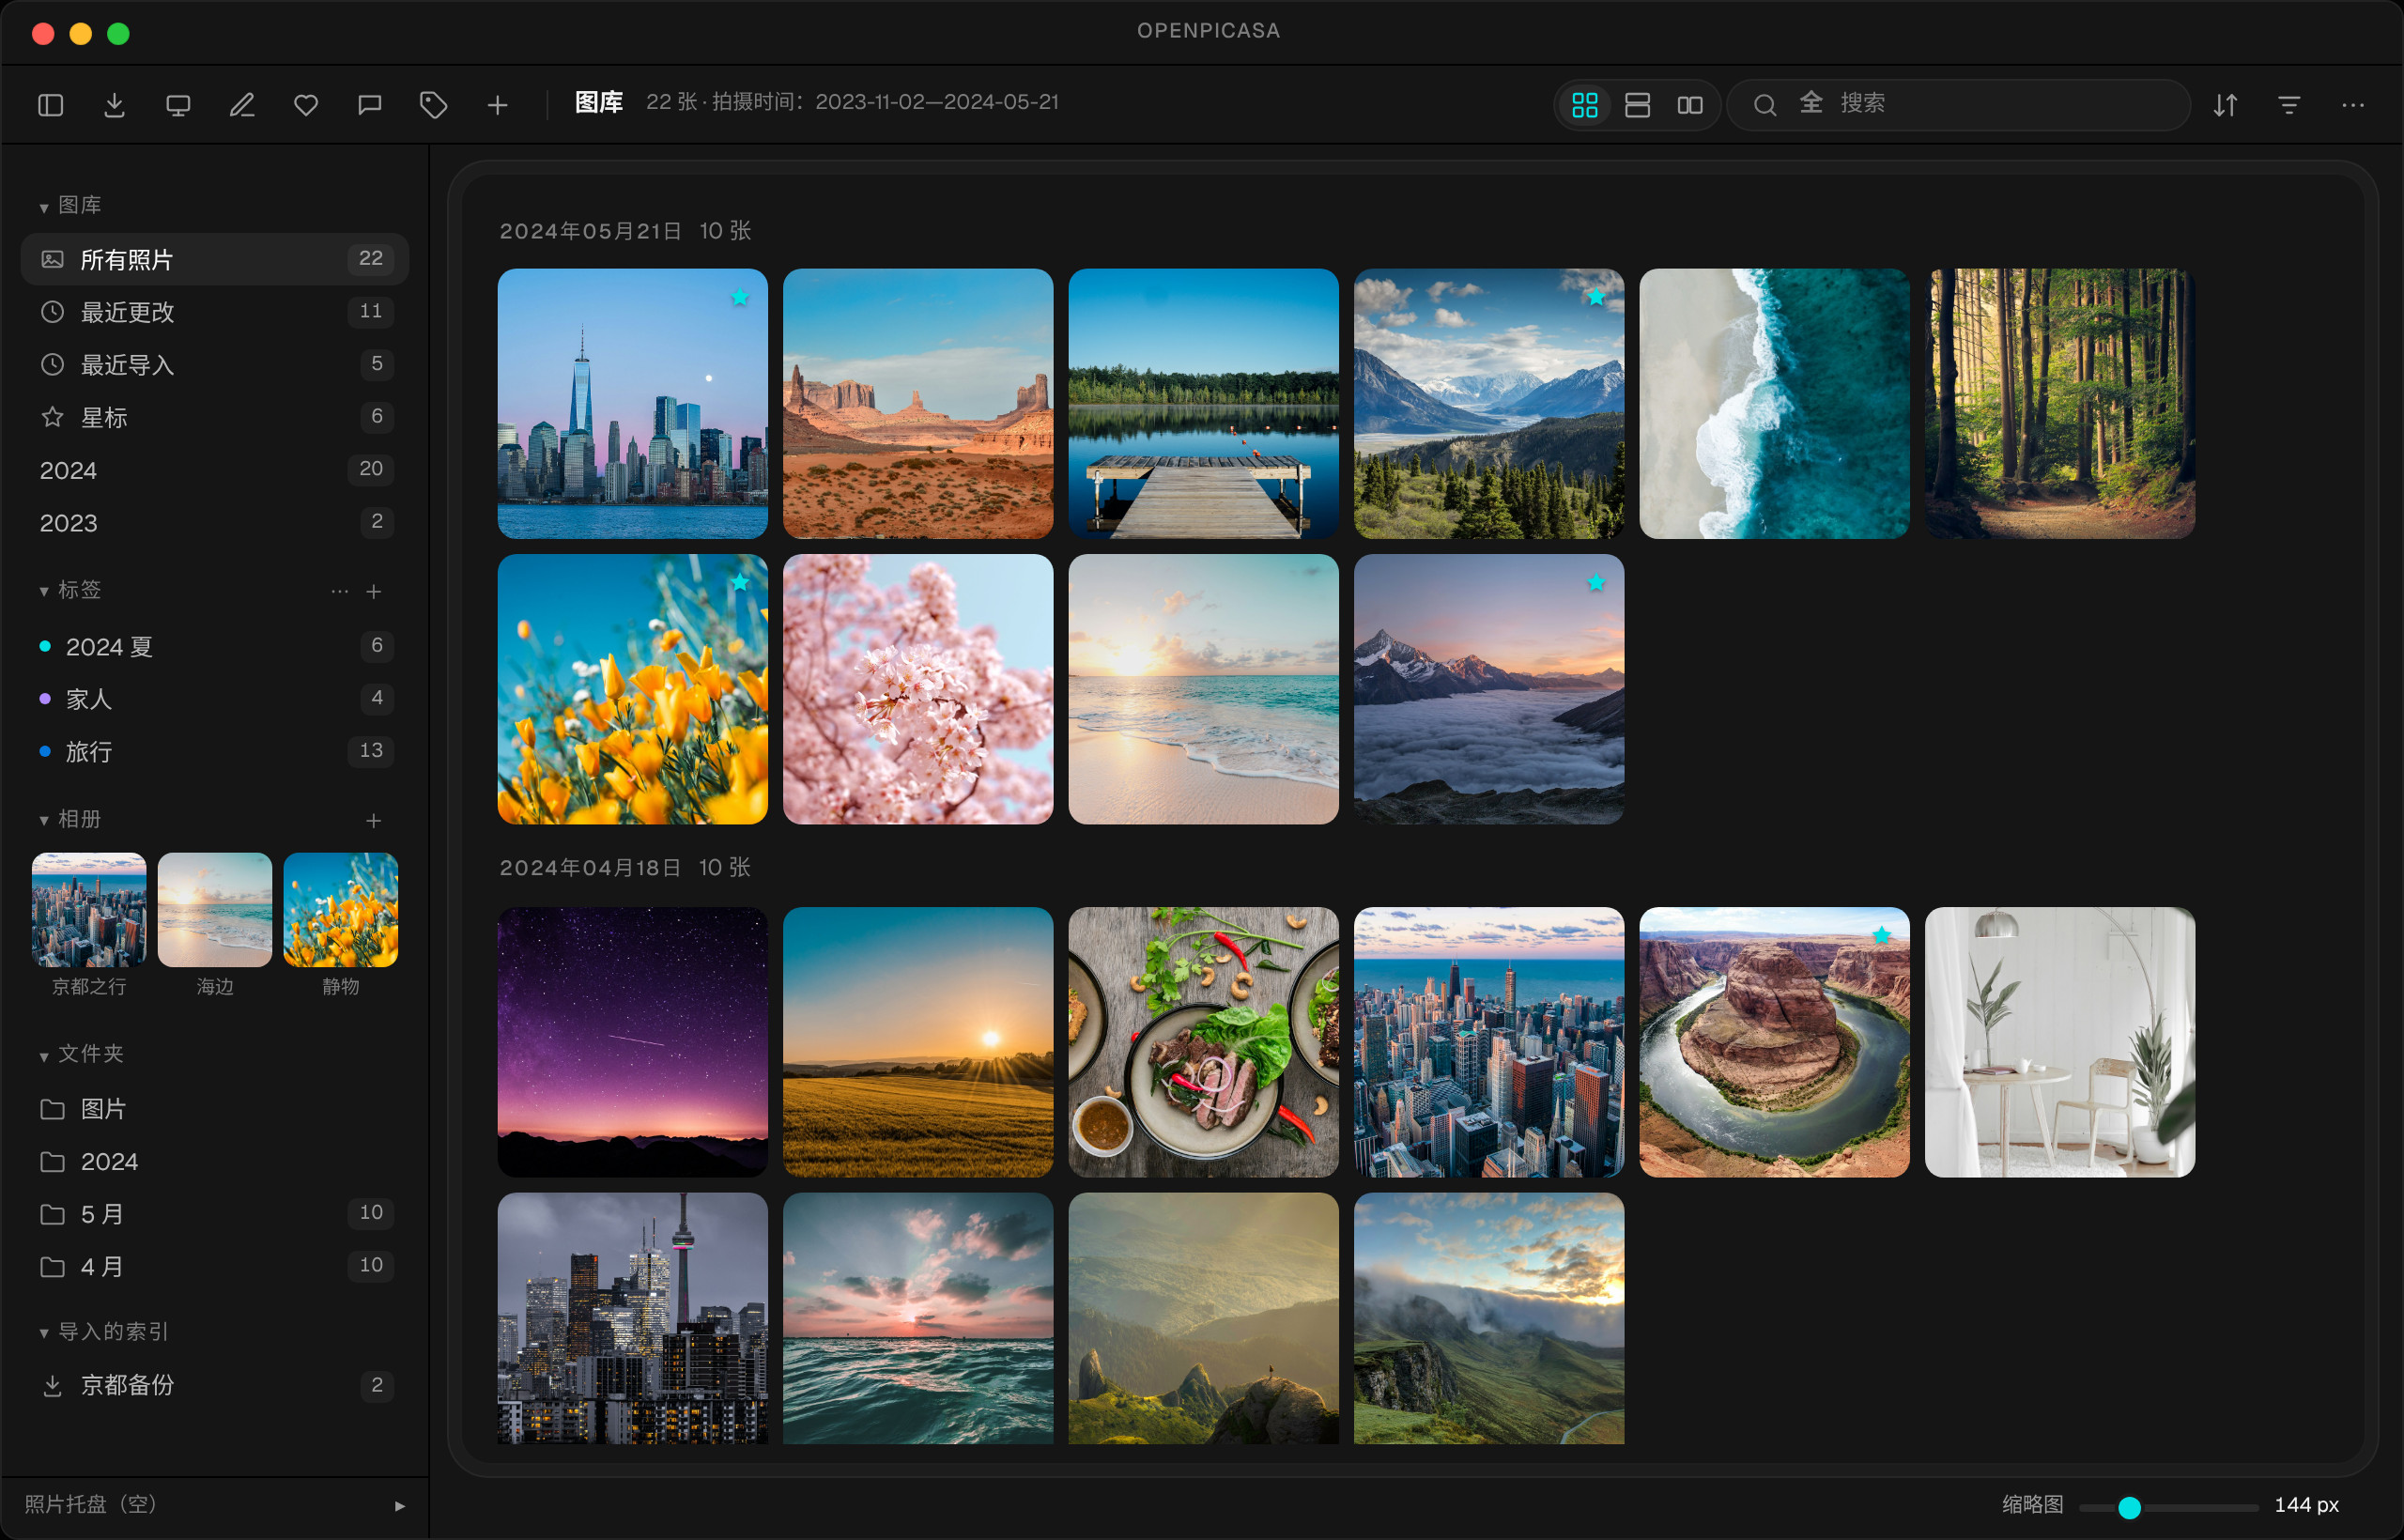 OPENPICASA
图库 22 张 · 拍摄时间：2023-11-02—2024-05-21
全 搜索
图库
所有照片 22
最近更改 11
最近导入 5
星标 6
2024 20
2023 2
标签
2024 夏 6
家人 4
旅行 13
相册
京都之行 海边 静物
文件夹
图片
2024
5 月 10
4 月 10
导入的索引
京都备份 2
照片托盘（空）
2024年05月21日 10 张
2024年04月18日 10 张
缩略图 144 px